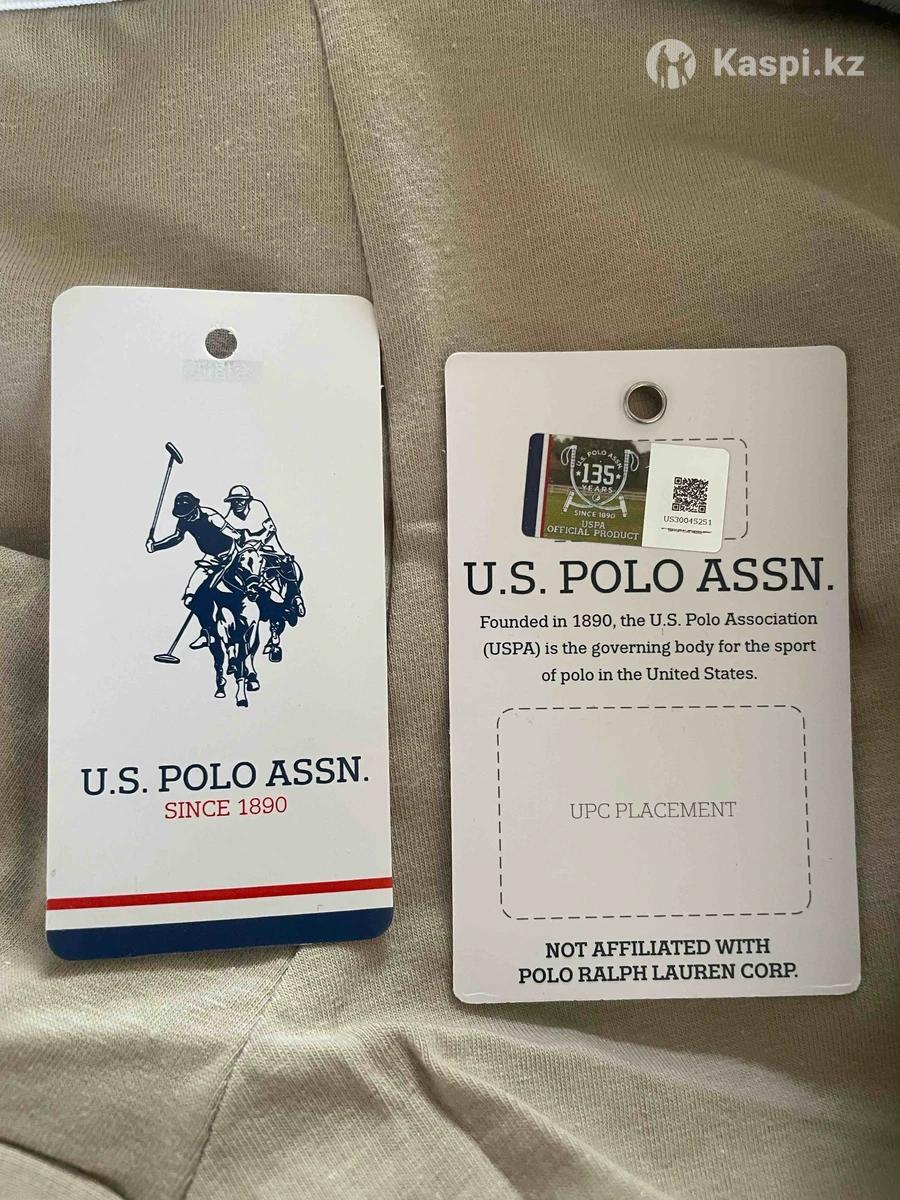 Kaspi.kz
U.S. POLO ASSN.
SINCE 1890
U.S. POLO ASSN.
135
YEARS
SINCE 1890
USPA
OFFICIAL PRODUCT
US30045251
U.S. POLO ASSN.
Founded in 1890, the U.S. Polo Association
(USPA) is the governing body for the sport
of polo in the United States.
UPC PLACEMENT
NOT AFFILIATED WITH
POLO RALPH LAUREN CORP.